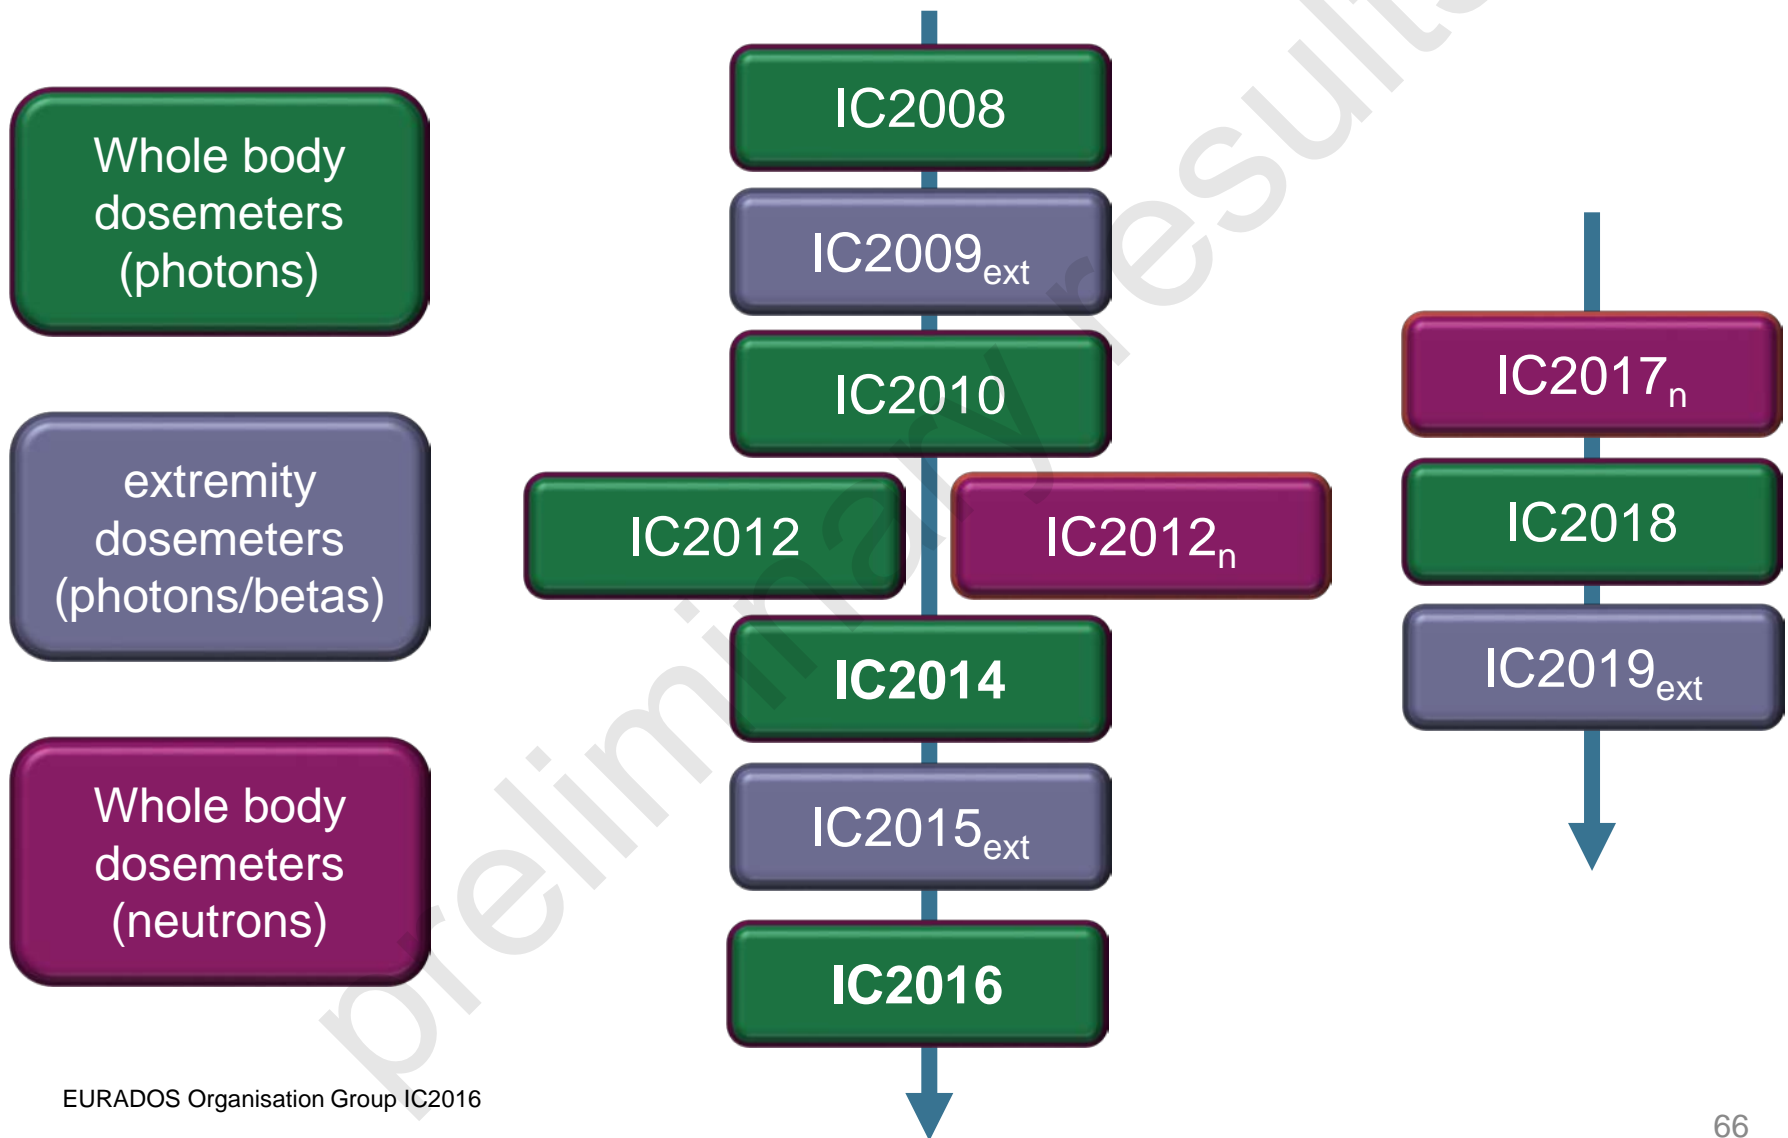 Whole body
dosemeters
(photons)
extremity
dosemeters
(photons/betas)
Whole body
dosemeters
(neutrons)
IC2008
IC2009ext
IC2010
IC2012
IC2012n
IC2014
IC2015ext
IC2016
IC2017n
IC2018
IC2019ext
preliminary results
EURADOS Organisation Group IC2016
66